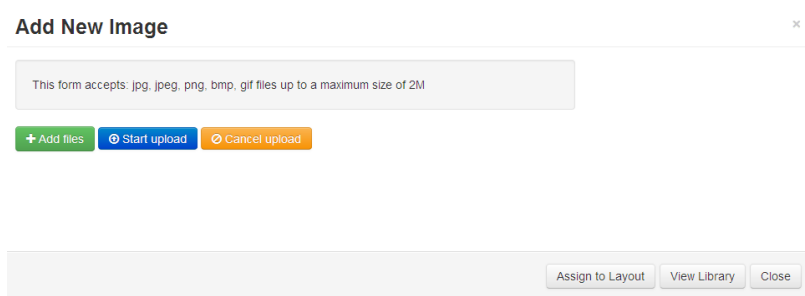 Add New Image
×
This form accepts: jpg, jpeg, png, bmp, gif files up to a maximum size of 2M
Add files Start upload Cancel upload
Assign to Layout View Library Close